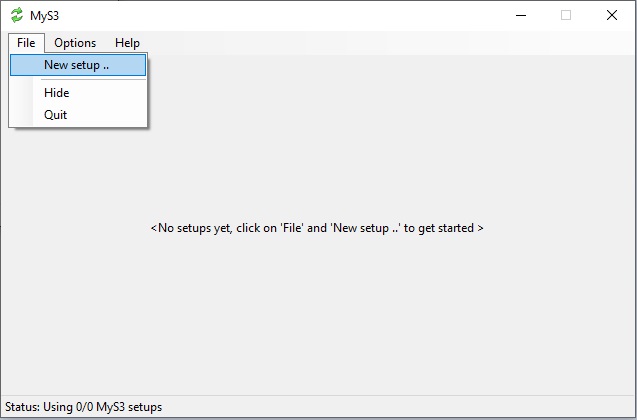 MyS3
File Options Help
New setup ..
Hide
Quit
<No setups yet, click on 'File' and 'New setup ..' to get started >
Status: Using 0/0 MyS3 setups